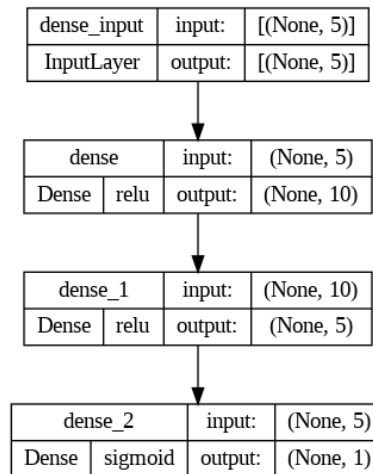 dense_input input: [(None, 5)]
InputLayer output: [(None, 5)]
dense input: (None, 5)
Dense relu output: (None, 10)
dense_1 input: (None, 10)
Dense relu output: (None, 5)
dense_2 input: (None, 5)
Dense sigmoid output: (None, 1)